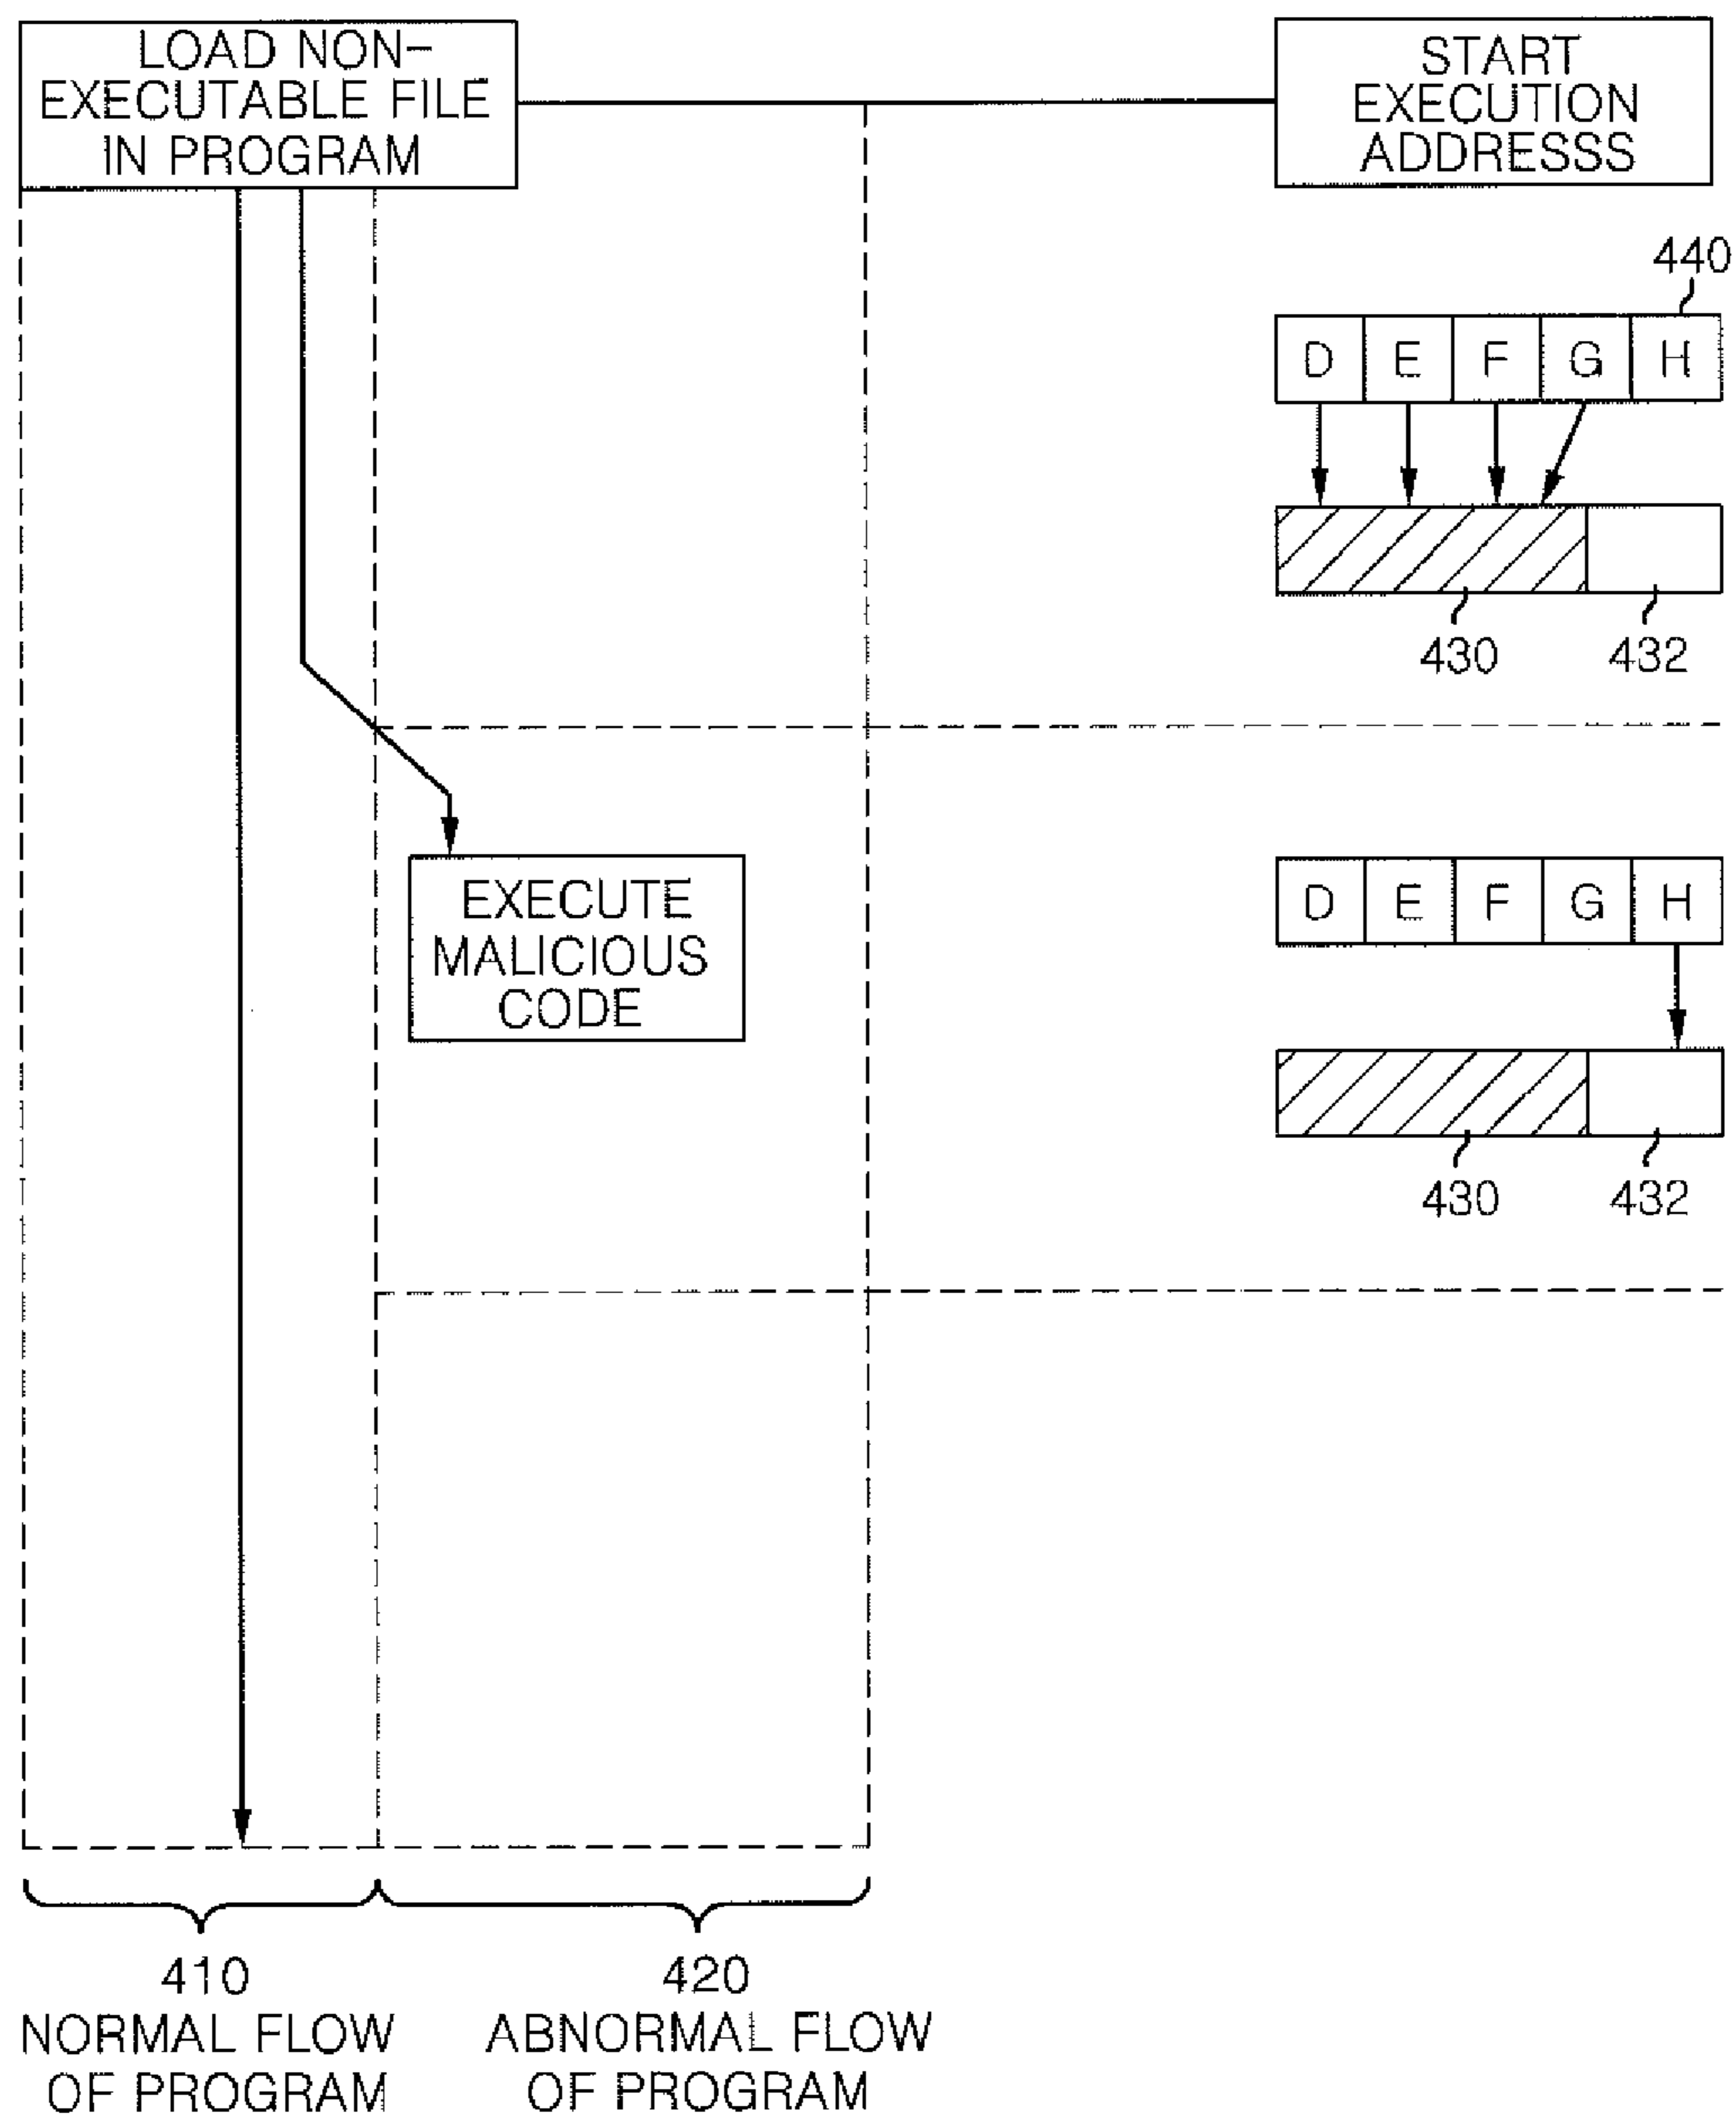 LOAD NON-
EXECUTABLE FILE
IN PROGRAM
START
EXECUTION
ADDRESSS
440
D E F G H
430 432
EXECUTE
MALICIOUS
CODE
D E F G H
430 432
410
NORMAL FLOW
OF PROGRAM
420
ABNORMAL FLOW
OF PROGRAM